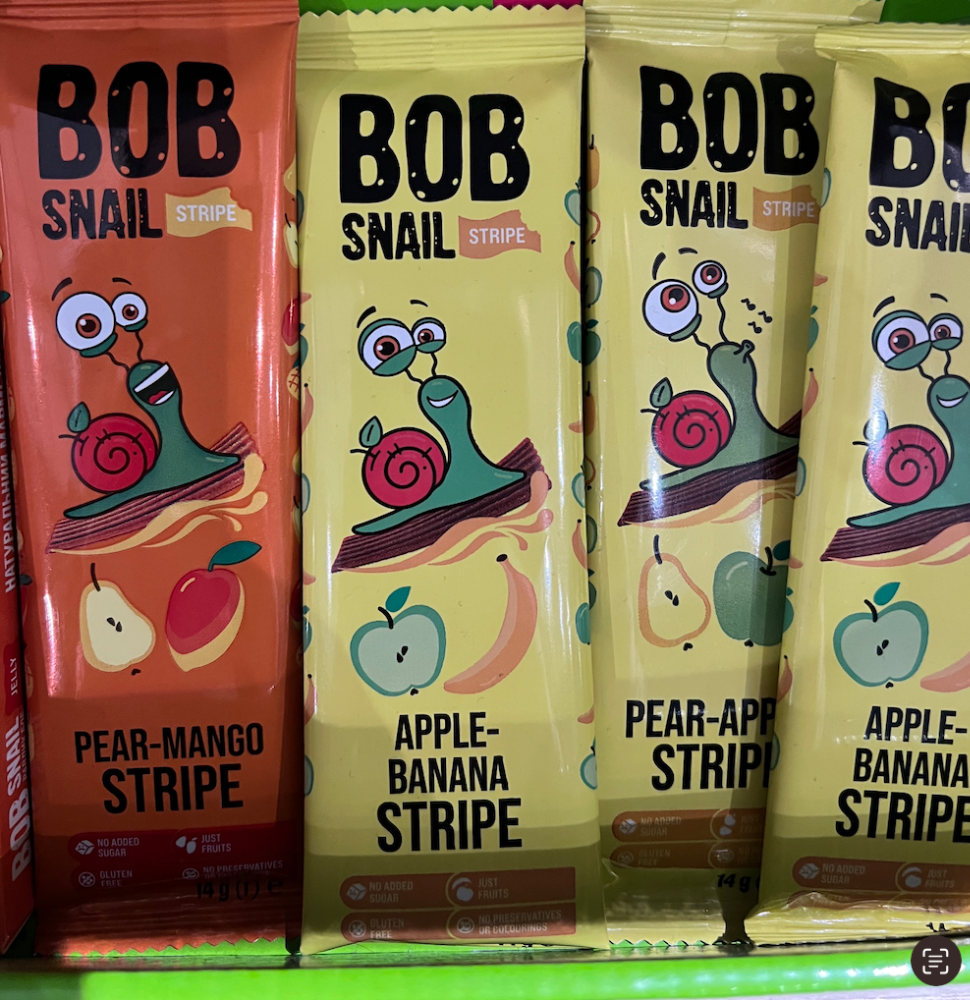 BOB
SNAIL
STRIPE
PEAR-MANGO
STRIPE
NO ADDED
SUGAR
JUST
FRUITS
GLUTEN
FREE
NO PRESERVATIVES
14 g
BOB
SNAIL
STRIPE
APPLE-
BANANA
STRIPE
NO ADDED
SUGAR
JUST
FRUITS
GLUTEN-
FREE
NO PRESERVATIVES
OR COLOURINGS
BOB
SNAIL
STRIPE
PEAR-APP
STRIP
NO ADDED
SUGAR
GLUTEN
FREE
14 g
BO
SNAIL
APPLE-
BANANA
STRIPE
NO ADDED
SUGAR
JUST
FRUITS
BOB SNAIL
JELLY